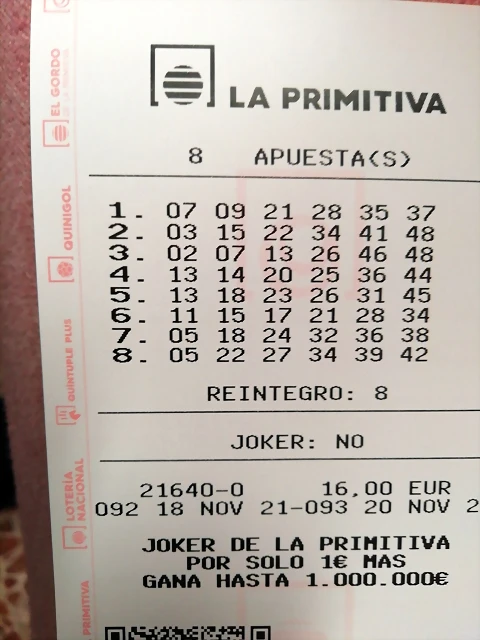 LA PRIMITIVA
8 APUESTA(S)
1. 07 09 21 28 35 37
2. 03 15 22 34 41 48
3. 02 07 13 26 46 48
4. 13 14 20 25 36 44
5. 13 18 23 26 31 45
6. 11 15 17 21 28 34
7. 05 18 24 32 36 38
8. 05 22 27 34 39 42
REINTEGRO: 8
JOKER: NO
21640-0 16,00 EUR
092 18 NOV 21-093 20 NOV 2
JOKER DE LA PRIMITIVA
POR SOLO 1€ MAS
GANA HASTA 1.000.000€
EL GORDO
QUINIGOL
QUÍNTUPLE PLUS
LOTERÍA
NACIONAL
PRIMITIVA